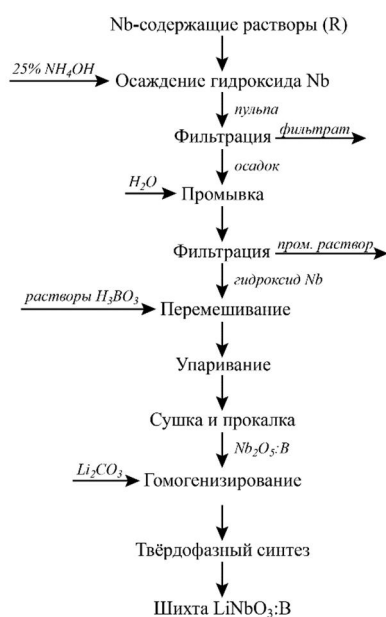 Nb-содержащие растворы (R)
25% NH₄OH
Осаждение гидроксида Nb
пульпа
Фильтрация
фильтрат
осадок
H₂O
Промывка
Фильтрация
пром. раствор
гидроксид Nb
растворы H₃BO₃
Перемешивание
Упаривание
Сушка и прокалка
Nb₂O₅:B
Li₂CO₃
Гомогенизирование
Твёрдофазный синтез
Шихта LiNbO₃:B